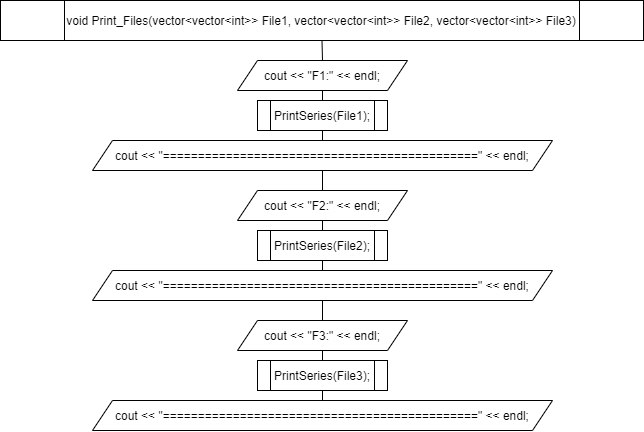 void Print_Files(vector<vector<int>> File1, vector<vector<int>> File2, vector<vector<int>> File3)
cout << "F1:" << endl;
PrintSeries(File1);
cout << "=============================================" << endl;
cout << "F2:" << endl;
PrintSeries(File2);
cout << "=============================================" << endl;
cout << "F3:" << endl;
PrintSeries(File3);
cout << "=============================================" << endl;